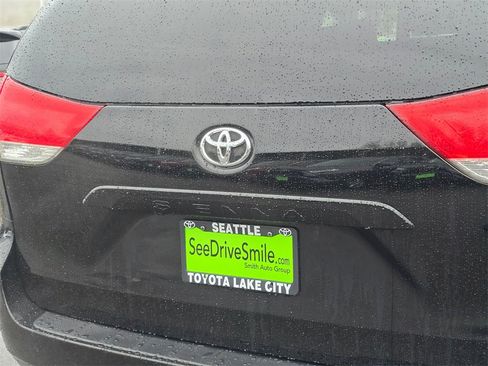 SIENNA
SEATTLE
SeeDriveSmile.com
Smith Auto Group
TOYOTA LAKE CITY